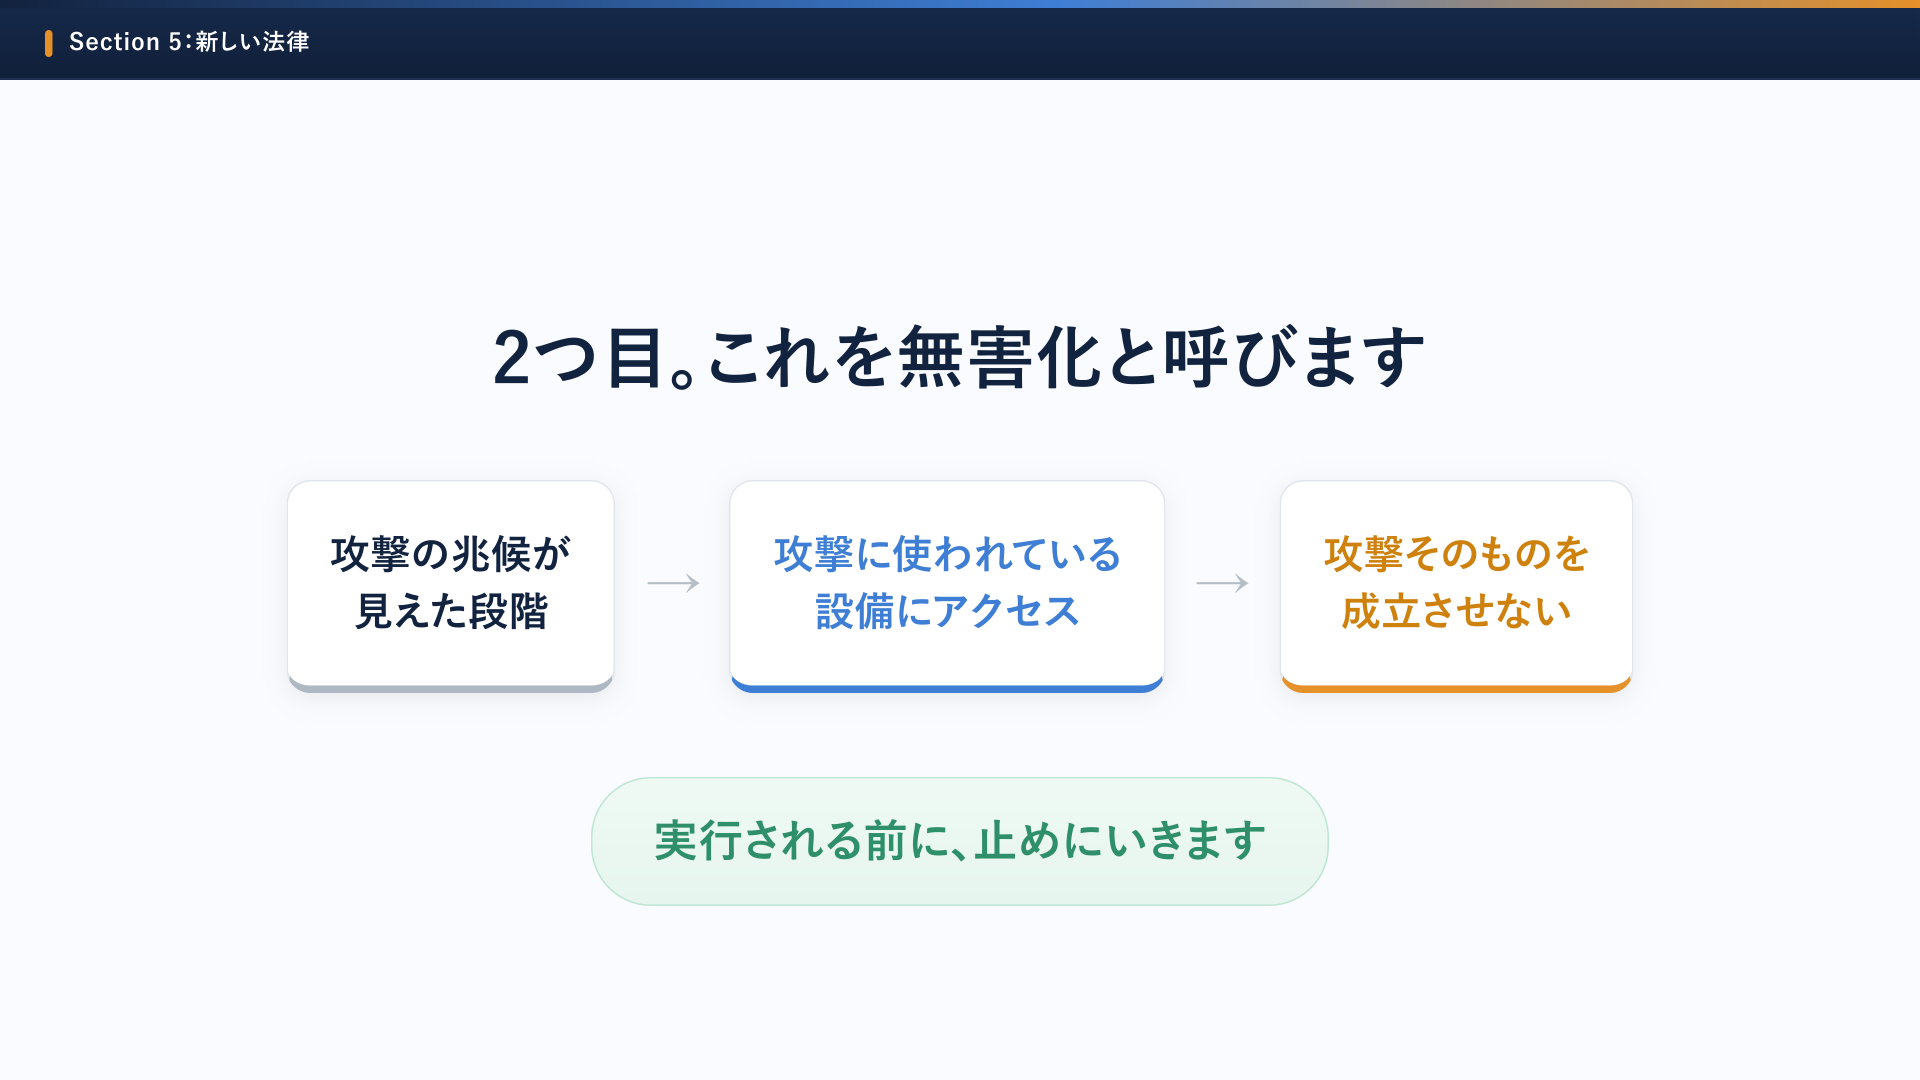 Section 5：新しい法律
2つ目。これを無害化と呼びます
攻撃の兆候が
見えた段階
→
攻撃に使われている
設備にアクセス
→
攻撃そのものを
成立させない
実行される前に、止めにいきます